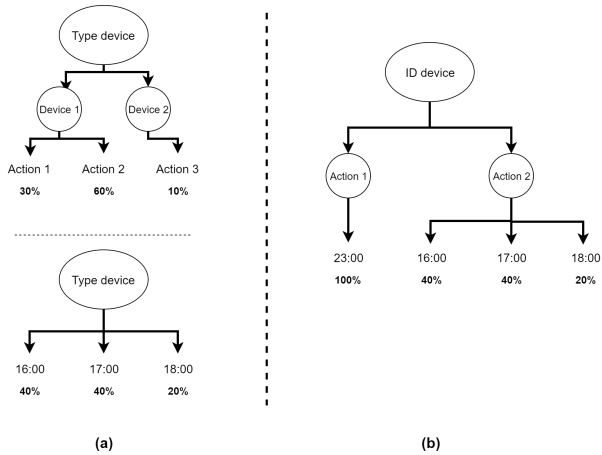 Type device
Device 1
Device 2
Action 1
Action 2
Action 3
30%
60%
10%
Type device
16:00
17:00
18:00
40%
40%
20%
(a)
ID device
Action 1
Action 2
23:00
16:00
17:00
18:00
100%
40%
40%
20%
(b)